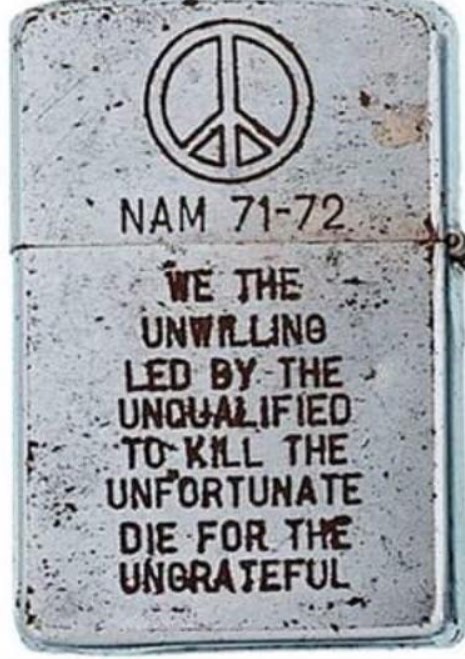 NAM 71-72
WE THE
UNWILLING
LED BY THE
UNQUALIFIED
TO KILL THE
UNFORTUNATE
DIE FOR THE
UNGRATEFUL